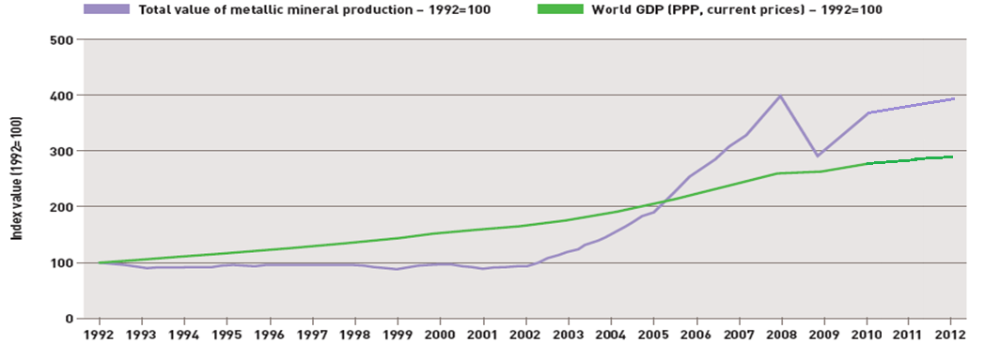 Total value of metallic mineral production – 1992=100 World GDP (PPP, current prices) – 1992=100
Index value (1992=100)
500
400
300
200
100
0
1992 1993 1994 1995 1996 1997 1998 1999 2000 2001 2002 2003 2004 2005 2006 2007 2008 2009 2010 2011 2012